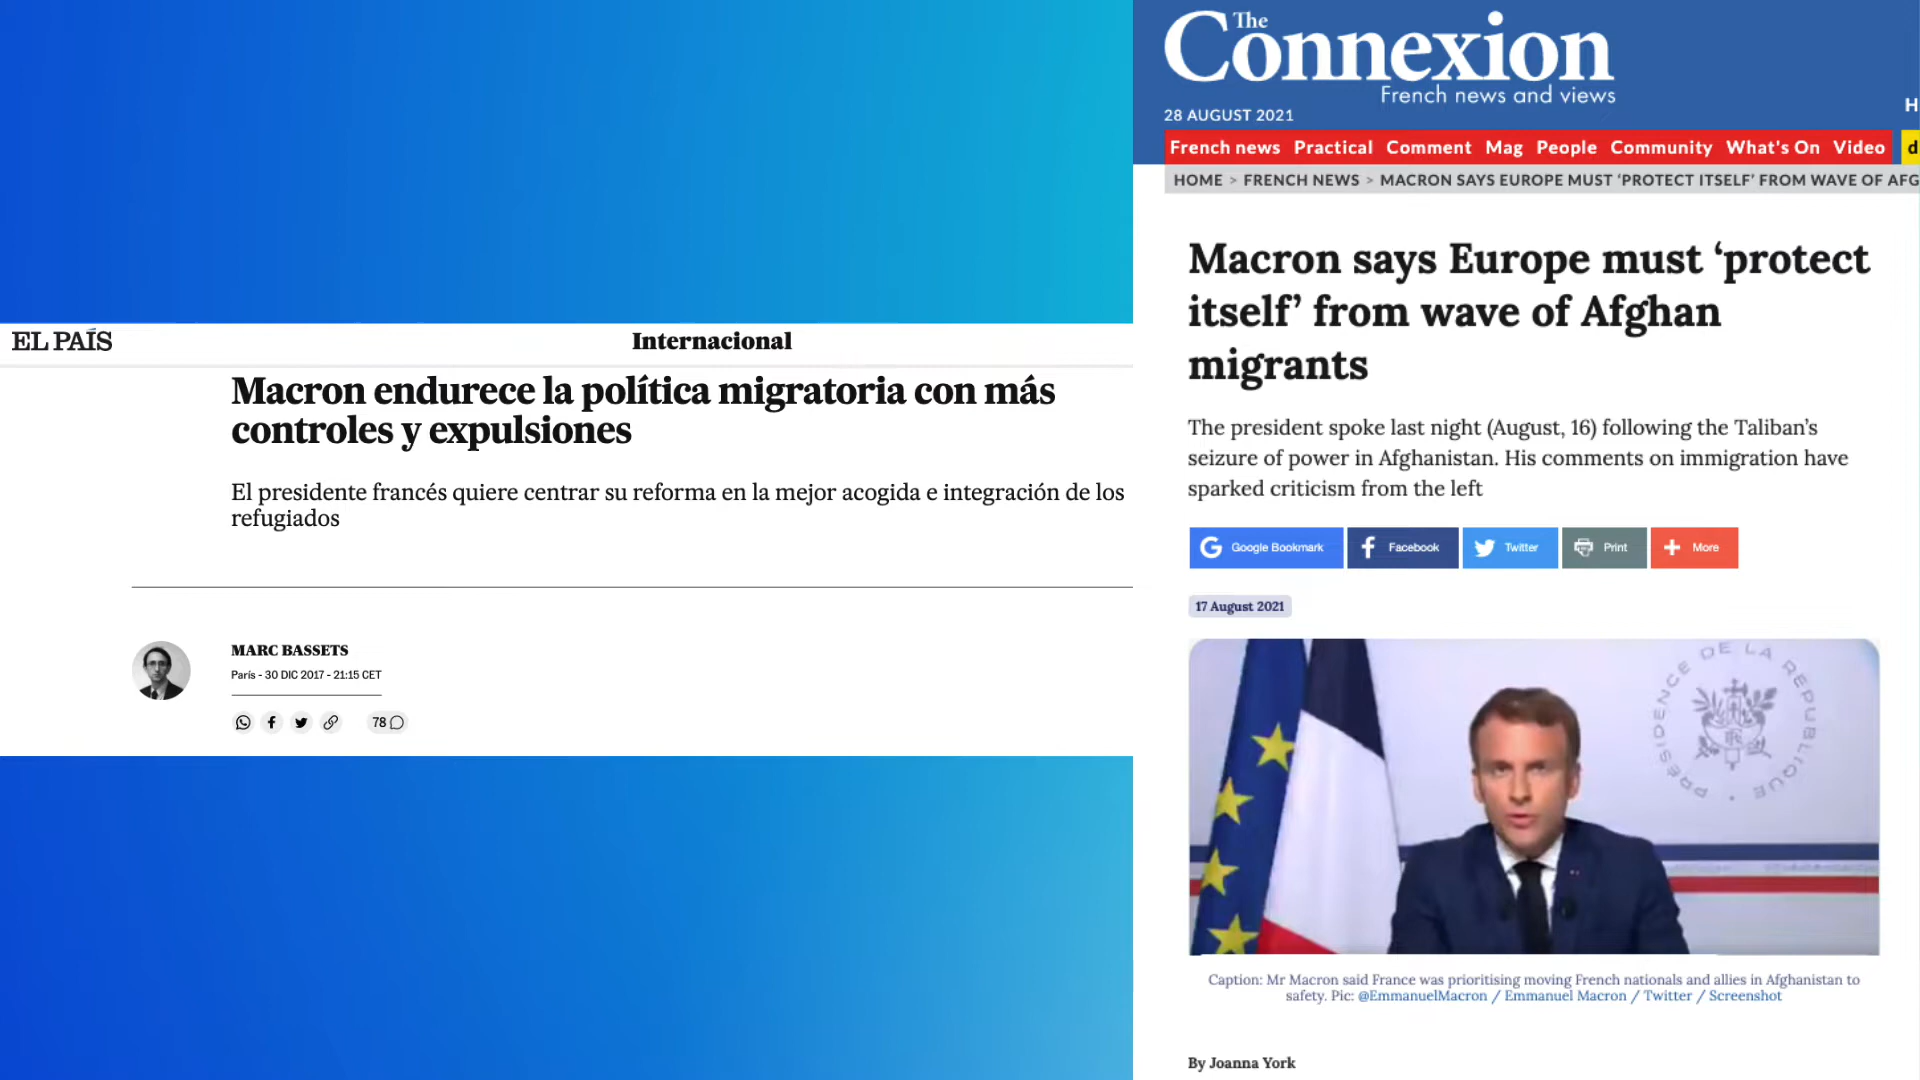 EL PAÍS
Internacional
Macron endurece la política migratoria con más
controles y expulsiones
El presidente francés quiere centrar su reforma en la mejor acogida e integración de los
refugiados
MARC BASSETS
París - 30 DIC 2017 - 21:15 CET
78
The
Connexion
French news and views
28 AUGUST 2021
H
French news Practical Comment Mag People Community What's On Video d
HOME > FRENCH NEWS > MACRON SAYS EUROPE MUST ‘PROTECT ITSELF’ FROM WAVE OF AFG
Macron says Europe must ‘protect
itself’ from wave of Afghan
migrants
The president spoke last night (August, 16) following the Taliban’s
seizure of power in Afghanistan. His comments on immigration have
sparked criticism from the left
Google Bookmark Facebook Twitter Print More
17 August 2021
PRÉSIDENCE DE LA RÉPUBLIQUE
Caption: Mr Macron said France was prioritising moving French nationals and allies in Afghanistan to
safety. Pic: @EmmanuelMacron / Emmanuel Macron / Twitter / Screenshot
By Joanna York